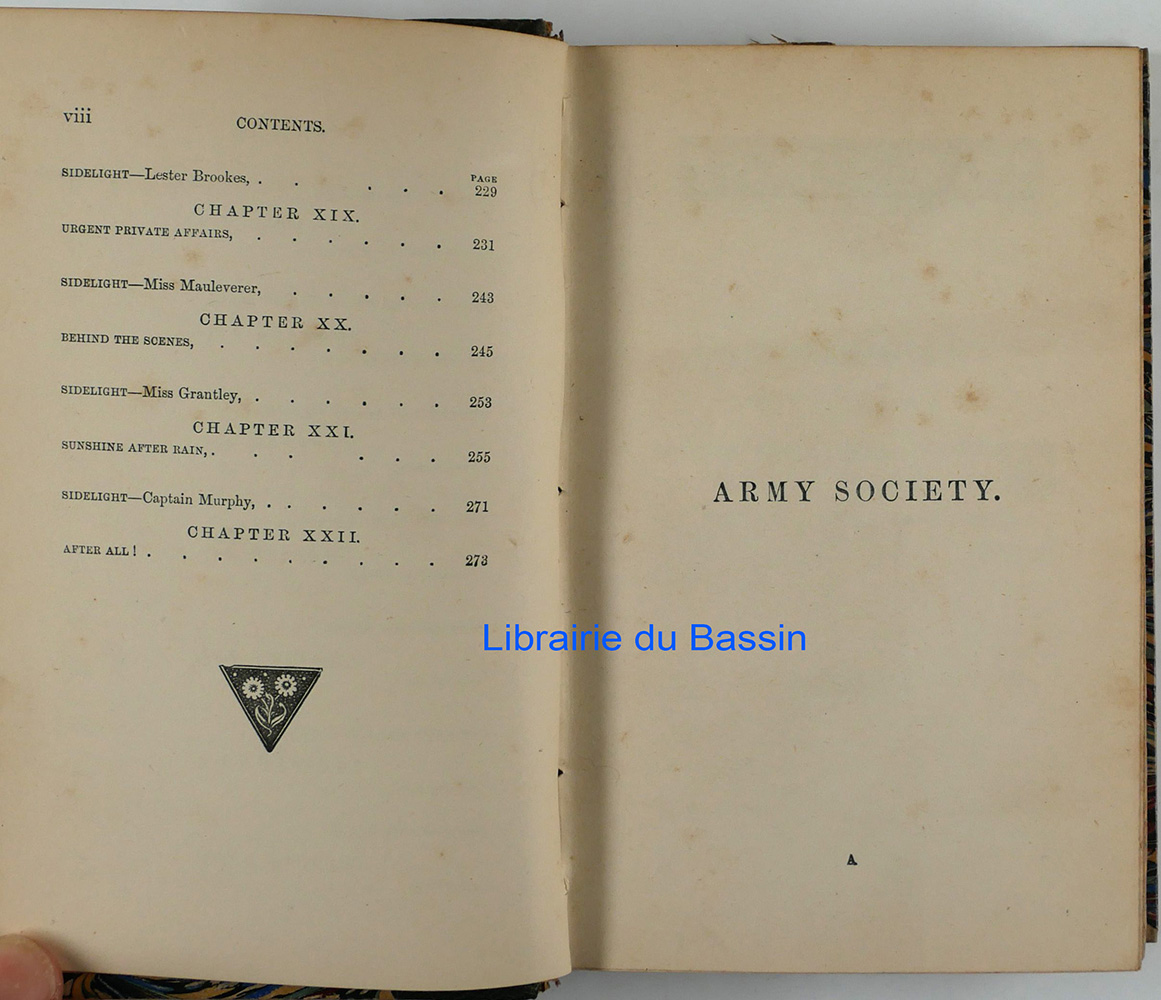 viii
CONTENTS.
PAGE
SIDELIGHT—Lester Brookes, . . . . . 229
CHAPTER XIX.
URGENT PRIVATE AFFAIRS, . . . . . . 231
SIDELIGHT—Miss Mauleverer, . . . . . 243
CHAPTER XX.
BEHIND THE SCENES, . . . . . . . 245
SIDELIGHT—Miss Grantley, . . . . . . 253
CHAPTER XXI.
SUNSHINE AFTER RAIN, . . . . . . 255
SIDELIGHT—Captain Murphy, . . . . . . 271
CHAPTER XXII.
AFTER ALL! . . . . . . . . . 273
ARMY SOCIETY.
Librairie du Bassin
A